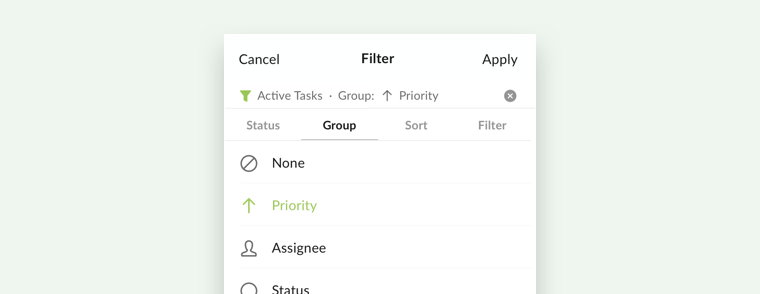 Cancel Filter Apply
Active Tasks · Group: ↑ Priority
Status Group Sort Filter
None
Priority
Assignee
Status